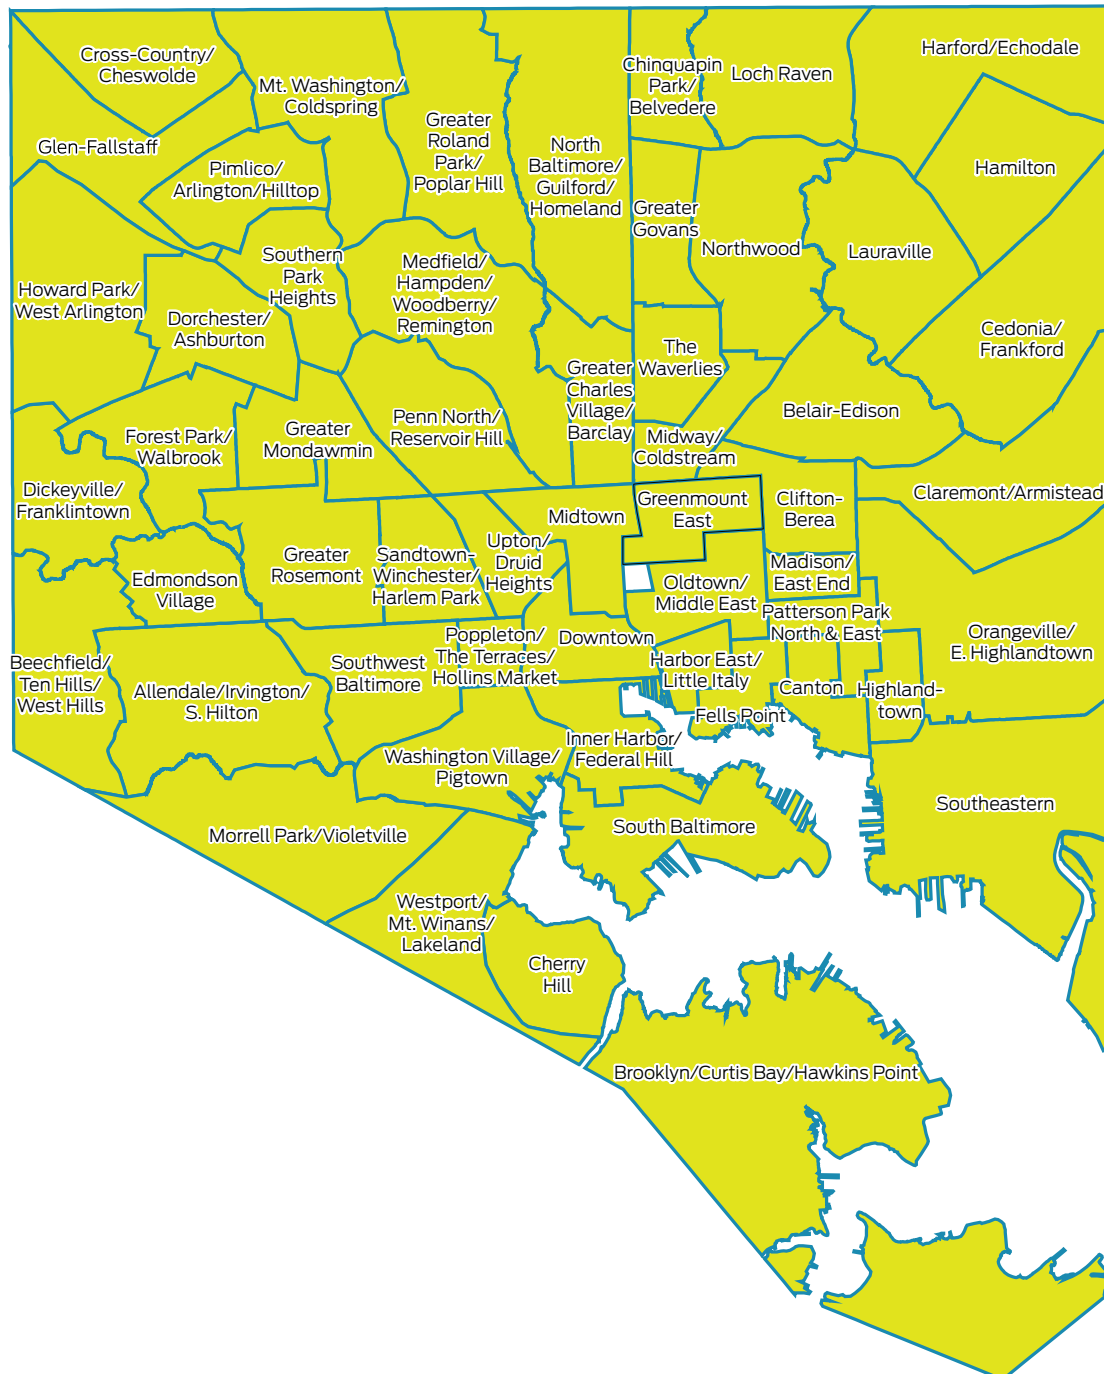 Cross-Country/
Cheswolde
Mt. Washington/
Coldspring
Greater
Roland
Park/
Poplar Hill
North
Baltimore/
Guilford/
Homeland
Chinquapin
Park/
Belvedere
Loch Raven
Harford/Echodale
Glen-Fallstaff
Pimlico/
Arlington/Hilltop
Hamilton
Greater
Govans
Northwood
Lauraville
Southern
Park
Heights
Medfield/
Hampden/
Woodberry/
Remington
Howard Park/
West Arlington
Dorchester/
Ashburton
Cedonia/
Frankford
The
Waverlies
Greater
Charles
Village/
Barclay
Belair-Edison
Penn North/
Reservoir Hill
Greater
Mondawmin
Forest Park/
Walbrook
Midway/
Coldstream
Dickeyville/
Franklintown
Midtown
Greenmount
East
Clifton-
Berea
Claremont/Armistead
Edmondson
Village
Greater
Rosemont
Sandtown-
Winchester/
Harlem Park
Upton/
Druid
Heights
Oldtown/
Middle East
Madison/
East End
Patterson Park
North & East
Orangeville/
E. Highlandtown
Beechfield/
Ten Hills/
West Hills
Allendale/Irvington/
S. Hilton
Southwest
Baltimore
Poppleton/
The Terraces/
Hollins Market
Downtown
Harbor East/
Little Italy
Canton
Highland-
town
Fells Point
Washington Village/
Pigtown
Inner Harbor/
Federal Hill
Southeastern
Morrell Park/Violetville
South Baltimore
Westport/
Mt. Winans/
Lakeland
Cherry
Hill
Brooklyn/Curtis Bay/Hawkins Point